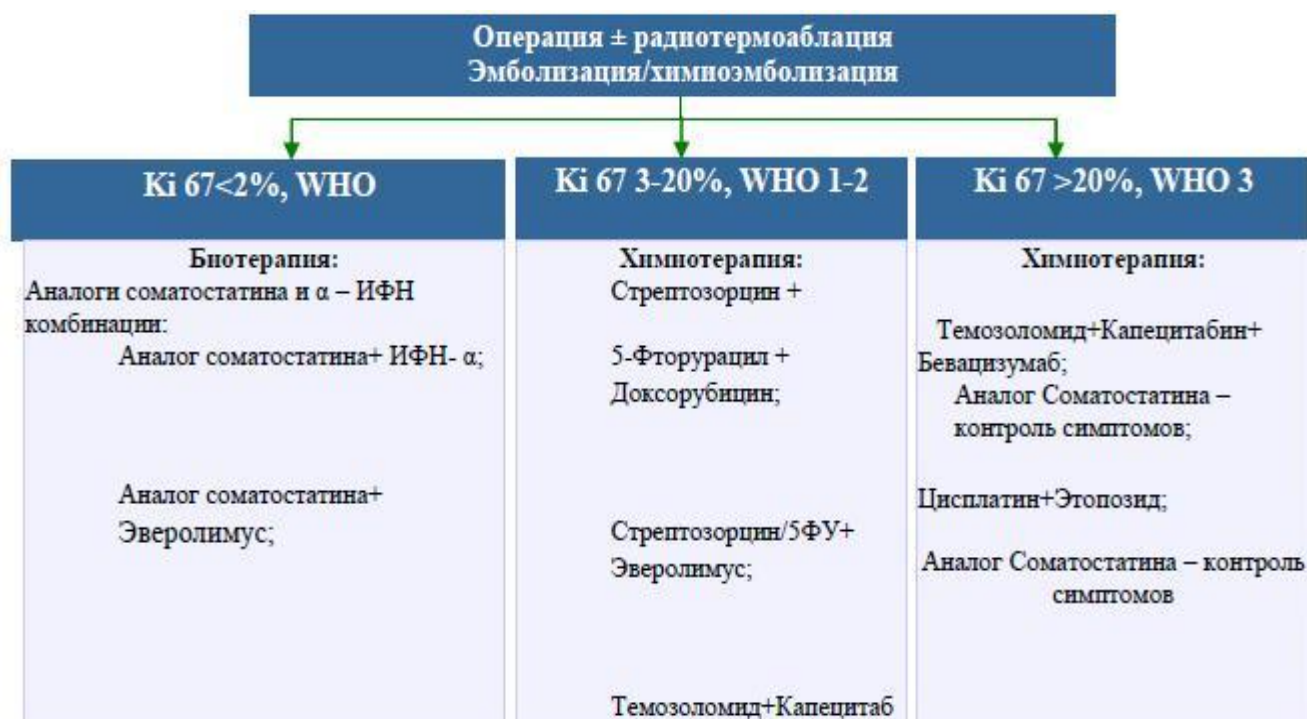 Операция ± радиотермоаблация
Эмболизация/химиоэмболизация
Ki 67<2%, WHO
Биотерапия:
Аналоги соматостатина и α – ИФН
комбинации:
Аналог соматостатина+ ИФН- α;
Аналог соматостатина+
Эверолимус;
Ki 67 3-20%, WHO 1-2
Химиотерапия:
Стрептозорцин +
5-Фторурацил +
Доксорубицин;
Стрептозорцин/5ФУ+
Эверолимус;
Темозоломид+Капецитаб
Ki 67 >20%, WHO 3
Химиотерапия:
Темозоломид+Капецитабин+
Бевацизумаб;
Аналог Соматостатина –
контроль симптомов;
Цисплатин+Этопозид;
Аналог Соматостатина – контроль
симптомов